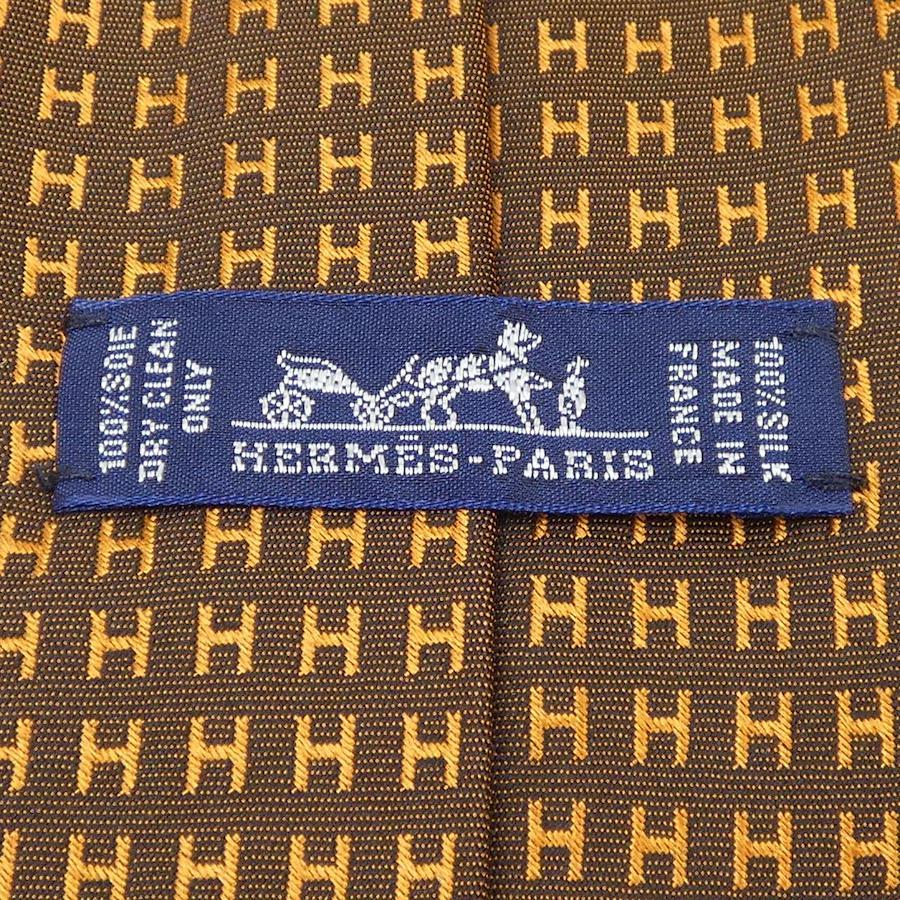 100%SOIE
DRY CLEAN
ONLY
HERMÈS-PARIS
100%SILK
MADE IN
FRANCE